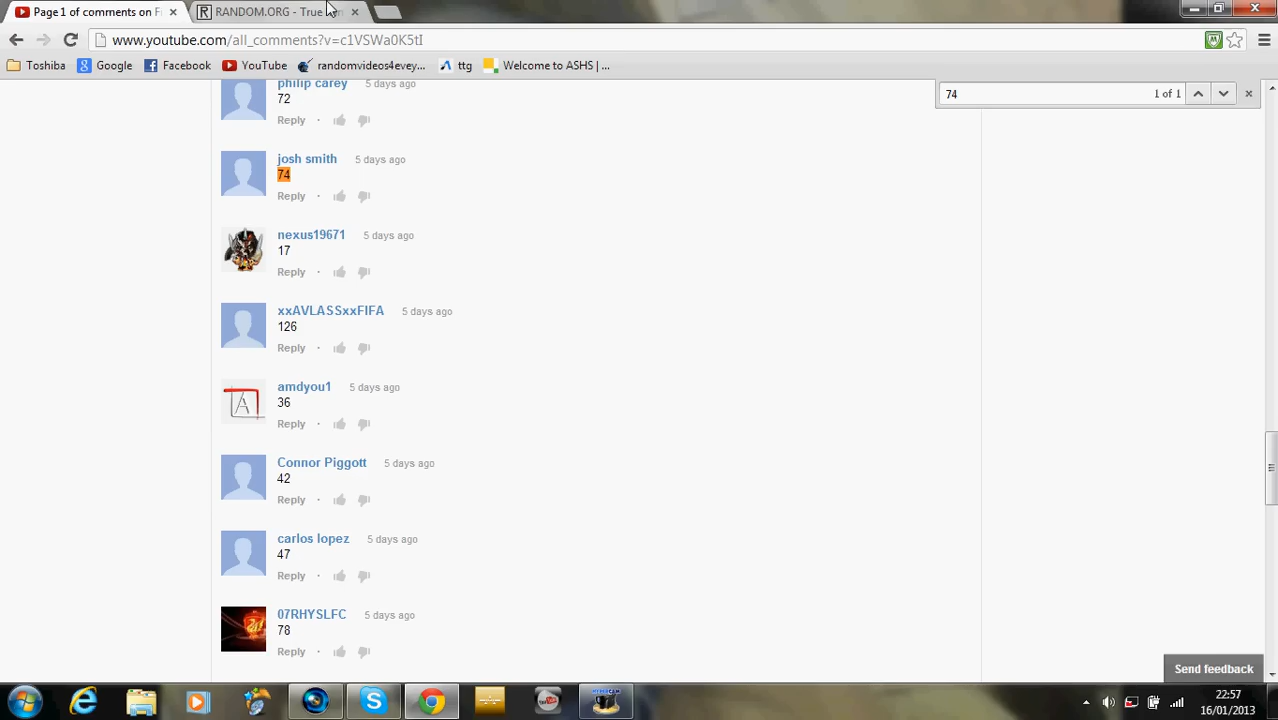 Page 1 of comments on F
RANDOM.ORG - True
www.youtube.com/all_comments?v=c1VSWa0K5tI
Toshiba
Google
Facebook
YouTube
randomvideos4evey...
ttg
Welcome to ASHS | ...
74
1 of 1
philip carey 5 days ago
72
Reply ·
josh smith 5 days ago
74
Reply ·
nexus19671 5 days ago
17
Reply ·
xxAVLASSxxFIFA 5 days ago
126
Reply ·
amdyou1 5 days ago
36
Reply ·
Connor Piggott 5 days ago
42
Reply ·
carlos lopez 5 days ago
47
Reply ·
07RHYSLFC 5 days ago
78
Reply ·
Send feedback
22:57
16/01/2013